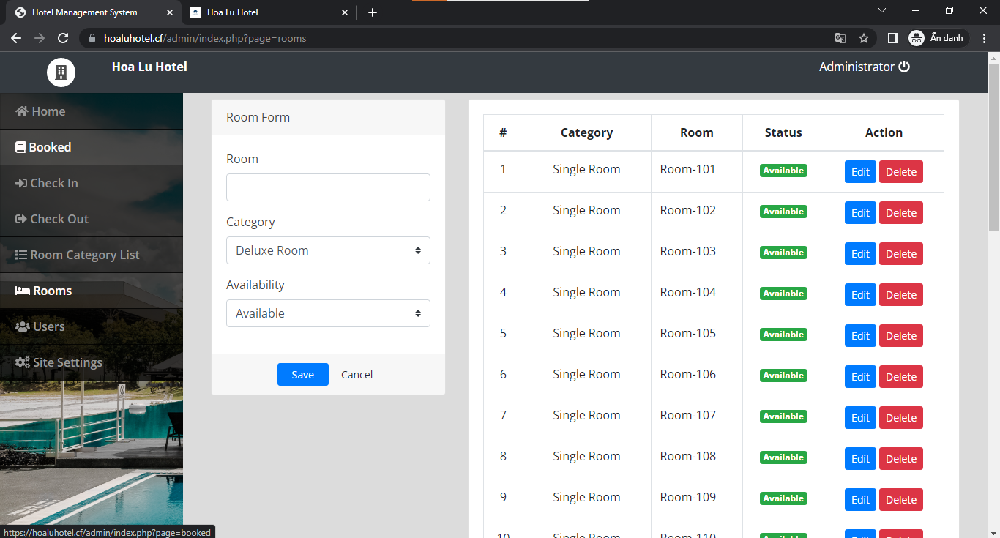 Hotel Management System
Hoa Lu Hotel
hoaluhotel.cf/admin/index.php?page=rooms
Ẩn danh
Hoa Lu Hotel
Administrator
Home
Booked
Check In
Check Out
Room Category List
Rooms
Users
Site Settings
Room Form
Room
Category
Deluxe Room
Availability
Available
Save Cancel
# Category Room Status Action
1 Single Room Room-101 Available Edit Delete
2 Single Room Room-102 Available Edit Delete
3 Single Room Room-103 Available Edit Delete
4 Single Room Room-104 Available Edit Delete
5 Single Room Room-105 Available Edit Delete
6 Single Room Room-106 Available Edit Delete
7 Single Room Room-107 Available Edit Delete
8 Single Room Room-108 Available Edit Delete
9 Single Room Room-109 Available Edit Delete
10 Single Room Room-110 Available Edit Delete
https://hoaluhotel.cf/admin/index.php?page=booked